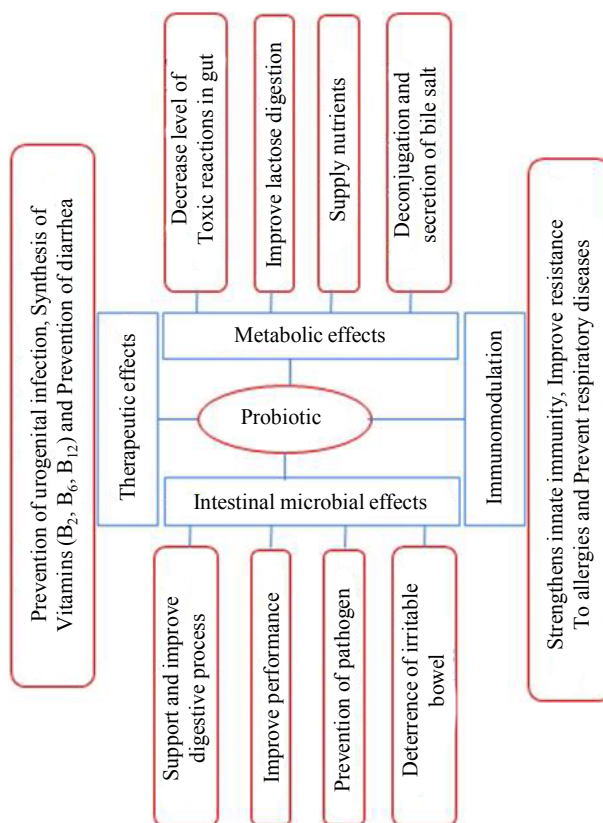 Decrease level of
Toxic reactions in gut
Improve lactose digestion
Supply nutrients
Deconjugation and
secretion of bile salt
Prevention of urogenital infection, Synthesis of
Vitamins (B₂, B₆, B₁₂) and Prevention of diarrhea
Therapeutic effects
Metabolic effects
Probiotic
Intestinal microbial effects
Immunomodulation
Strengthens innate immunity, Improve resistance
To allergies and Prevent respiratory diseases
Support and improve
digestive process
Improve performance
Prevention of pathogen
Deterrence of irritable
bowel